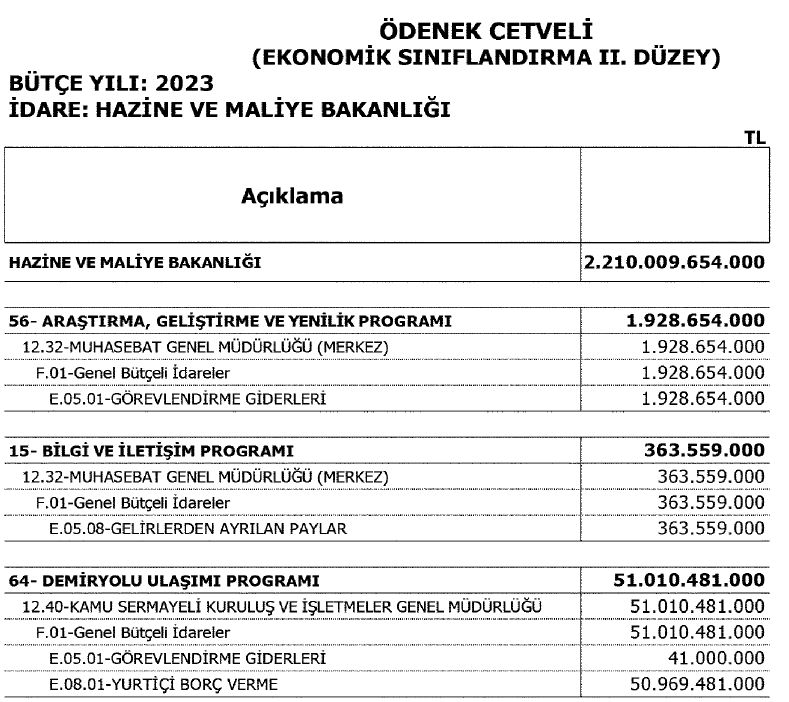 ÖDENEK CETVELİ
(EKONOMİK SINIFLANDIRMA II. DÜZEY)
BÜTÇE YILI: 2023
İDARE: HAZİNE VE MALİYE BAKANLIĞI
TL
Açıklama
HAZİNE VE MALİYE BAKANLIĞI 2.210.009.654.000
56- ARAŞTIRMA, GELİŞTİRME VE YENİLİK PROGRAMI 1.928.654.000
12.32-MUHASEBAT GENEL MÜDÜRLÜĞÜ (MERKEZ) 1.928.654.000
F.01-Genel Bütçeli İdareler 1.928.654.000
E.05.01-GÖREVLENDİRME GİDERLERİ 1.928.654.000
15- BİLGİ VE İLETİŞİM PROGRAMI 363.559.000
12.32-MUHASEBAT GENEL MÜDÜRLÜĞÜ (MERKEZ) 363.559.000
F.01-Genel Bütçeli İdareler 363.559.000
E.05.08-GELİRLERDEN AYRILAN PAYLAR 363.559.000
64- DEMİRYOLU ULAŞIMI PROGRAMI 51.010.481.000
12.40-KAMU SERMAYELİ KURULUŞ VE İŞLETMELER GENEL MÜDÜRLÜĞÜ 51.010.481.000
F.01-Genel Bütçeli İdareler 51.010.481.000
E.05.01-GÖREVLENDİRME GİDERLERİ 41.000.000
E.08.01-YURTİÇİ BORÇ VERME 50.969.481.000